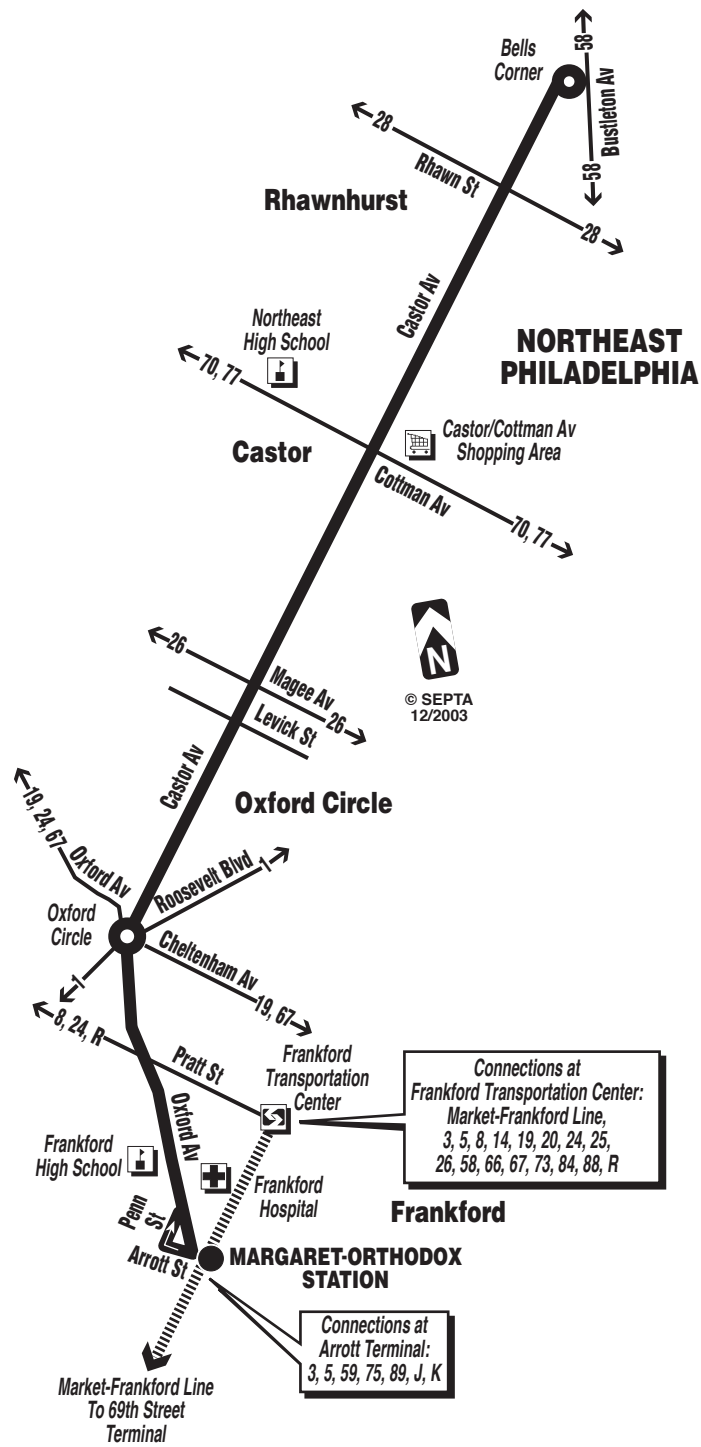 58
Bells
Corner
Bustleton Av
58
28
Rhawn St
28
Rhawnhurst
Castor Av
Northeast
High School
NORTHEAST
PHILADELPHIA
70, 77
Castor
Castor/Cottman Av
Shopping Area
Cottman Av
70, 77
N
© SEPTA
12/2003
26
Magee Av
26
Levick St
Castor Av
Oxford Circle
19, 24, 67
Oxford Av
Roosevelt Blvd
1
Oxford
Circle
Cheltenham Av
19, 67
1
8, 24, R
Pratt St
Frankford
Transportation
Center
Connections at
Frankford Transportation Center:
Market-Frankford Line,
3, 5, 8, 14, 19, 20, 24, 25,
26, 58, 66, 67, 73, 84, 88, R
Oxford Av
Frankford
High School
Frankford
Hospital
Frankford
Penn
St
Arrott St
MARGARET-ORTHODOX
STATION
Connections at
Arrott Terminal:
3, 5, 59, 75, 89, J, K
Market-Frankford Line
To 69th Street
Terminal